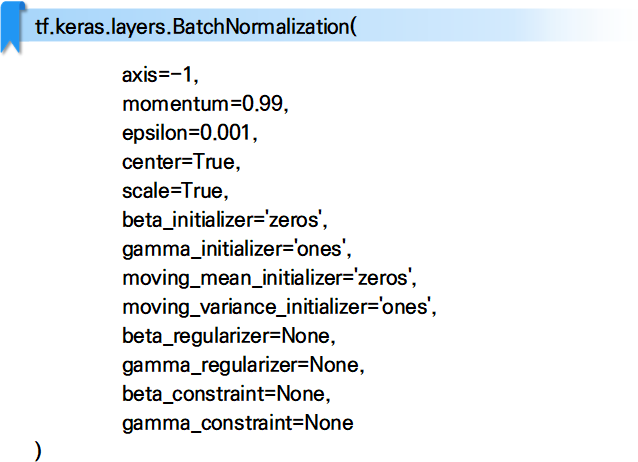 tf.keras.layers.BatchNormalization(
axis=-1,
momentum=0.99,
epsilon=0.001,
center=True,
scale=True,
beta_initializer='zeros',
gamma_initializer='ones',
moving_mean_initializer='zeros',
moving_variance_initializer='ones',
beta_regularizer=None,
gamma_regularizer=None,
beta_constraint=None,
gamma_constraint=None
)